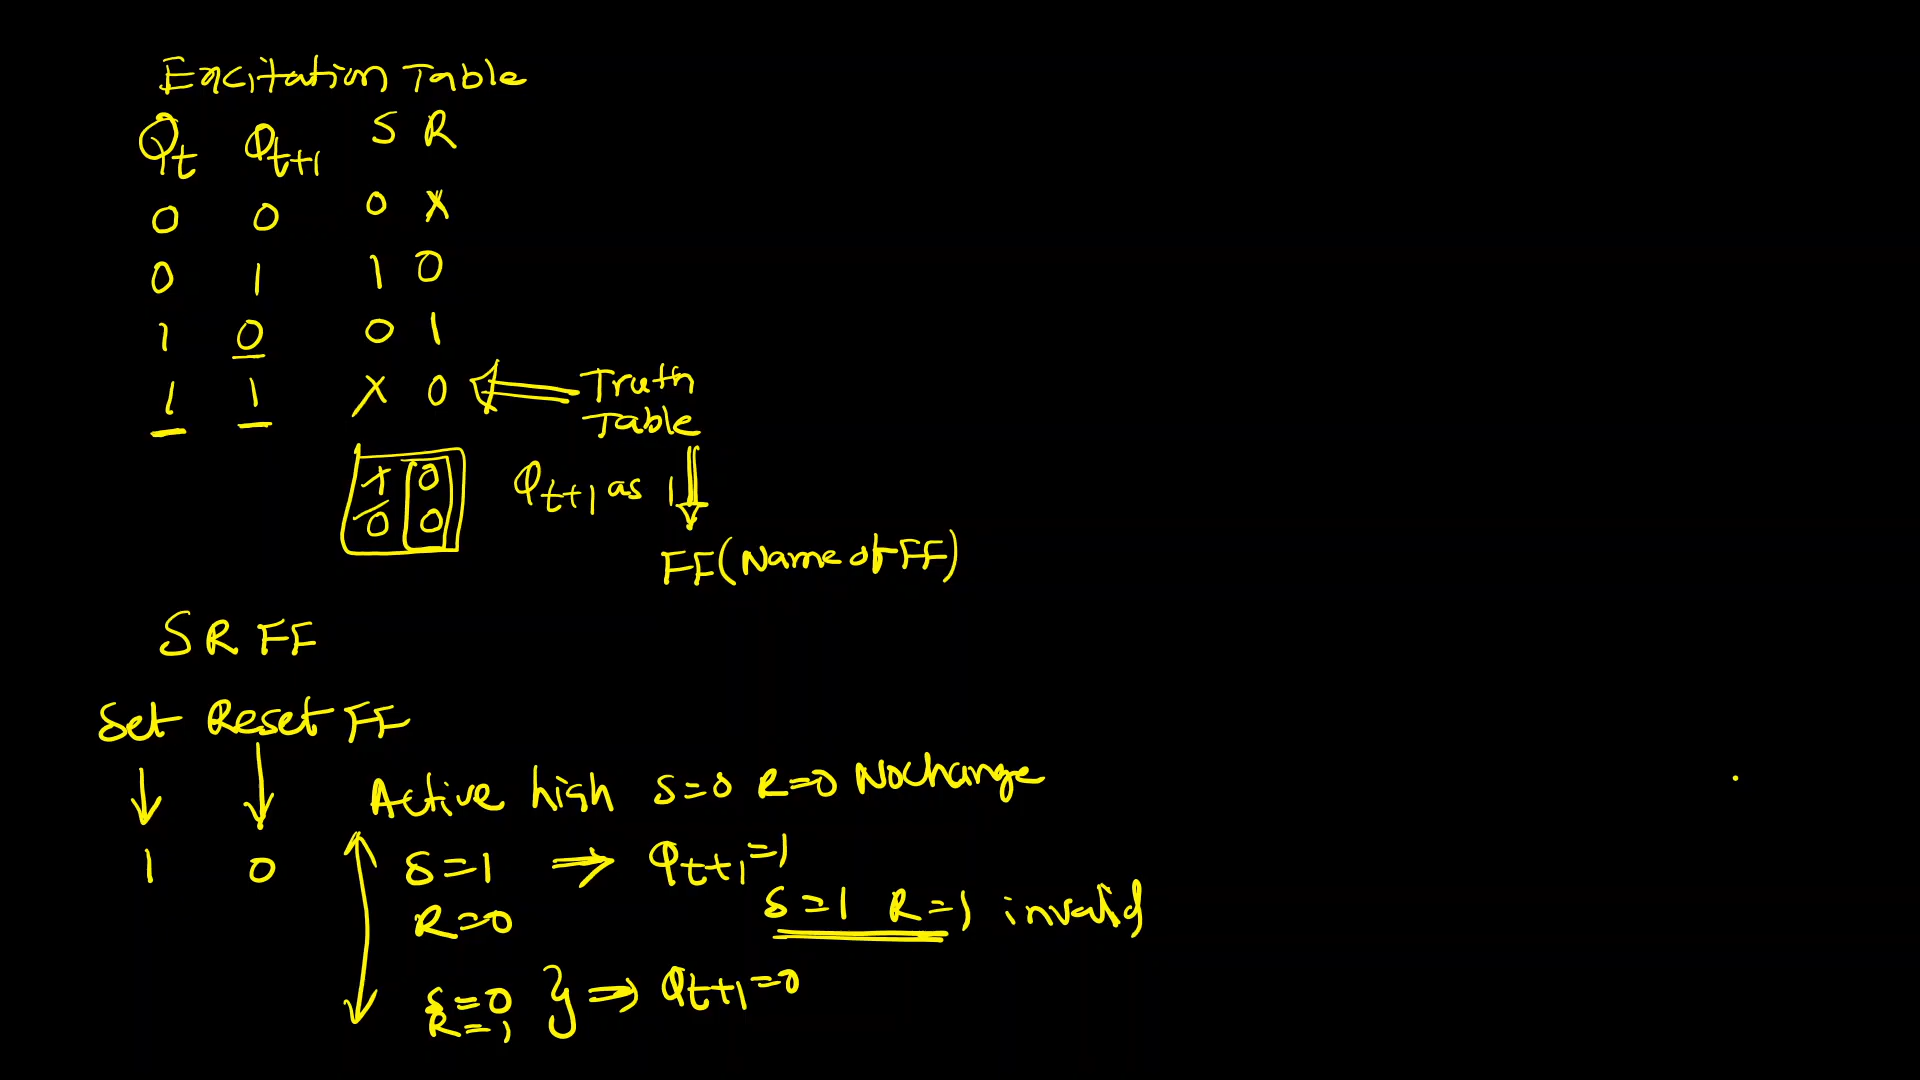 Excitation Table
Qt Qt+1 S R
0 0 0 X
0 1 1 0
1 0 0 1
1 1 X 0
Truth
Table
1 0
0 0
Qt+1 as 1
FF (Name of FF)
SR FF
Set Reset FF
Active high S=0 R=0 Nochange
1 0
S=1 ⇒ Qt+1=1
R=0
S=1 R=1 invalid
S=0 } ⇒ Qt+1=0
R=1